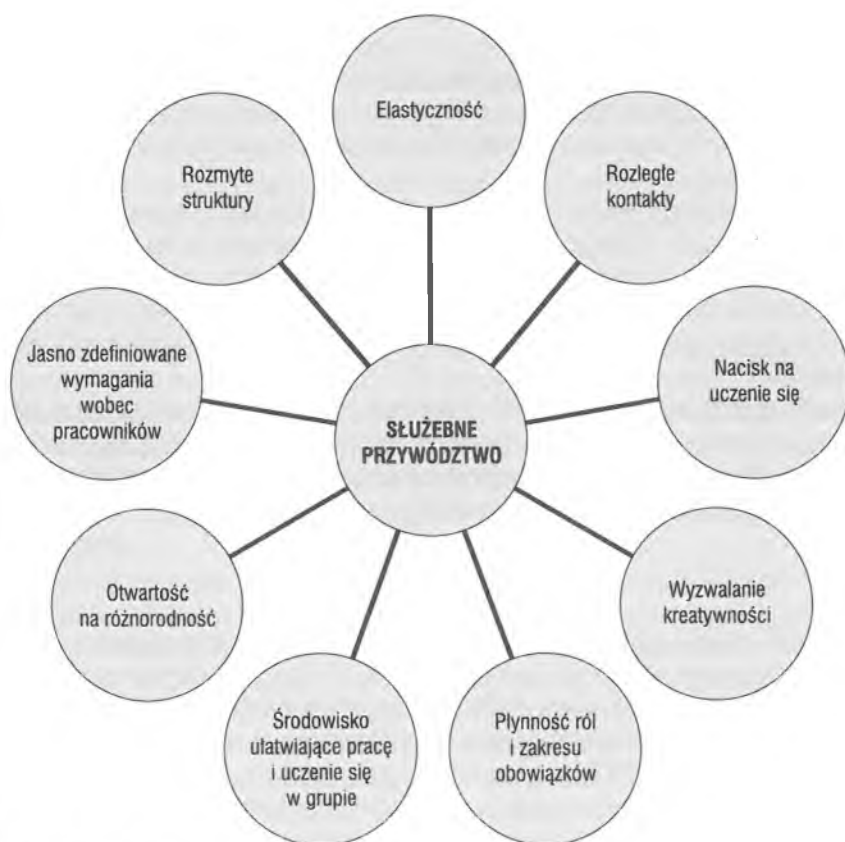 Elastyczność
Rozmyte
struktury
Rozległe
kontakty
Jasno zdefiniowane
wymagania
wobec
pracowników
Nacisk na
uczenie się
SŁUŻEBNE
PRZYWÓDZTWO
Otwartość
na różnorodność
Wyzwalanie
kreatywności
Środowisko
ułatwiające pracę
i uczenie się
w grupie
Płynność ról
i zakresu
obowiązków